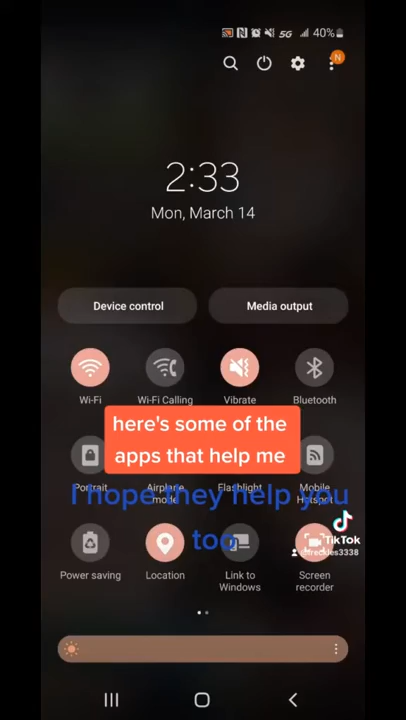 5G 40%
N
2:33
Mon, March 14
Device control
Media output
Wi-Fi
Wi-Fi Calling
Vibrate
Bluetooth
here's some of the
apps that help me
Portrait
Airplane
mode
Flashlight
Mobile
Hotspot
I hope they help you
too
TikTok
Power saving
Location
Link to
Windows
Screen
recorder